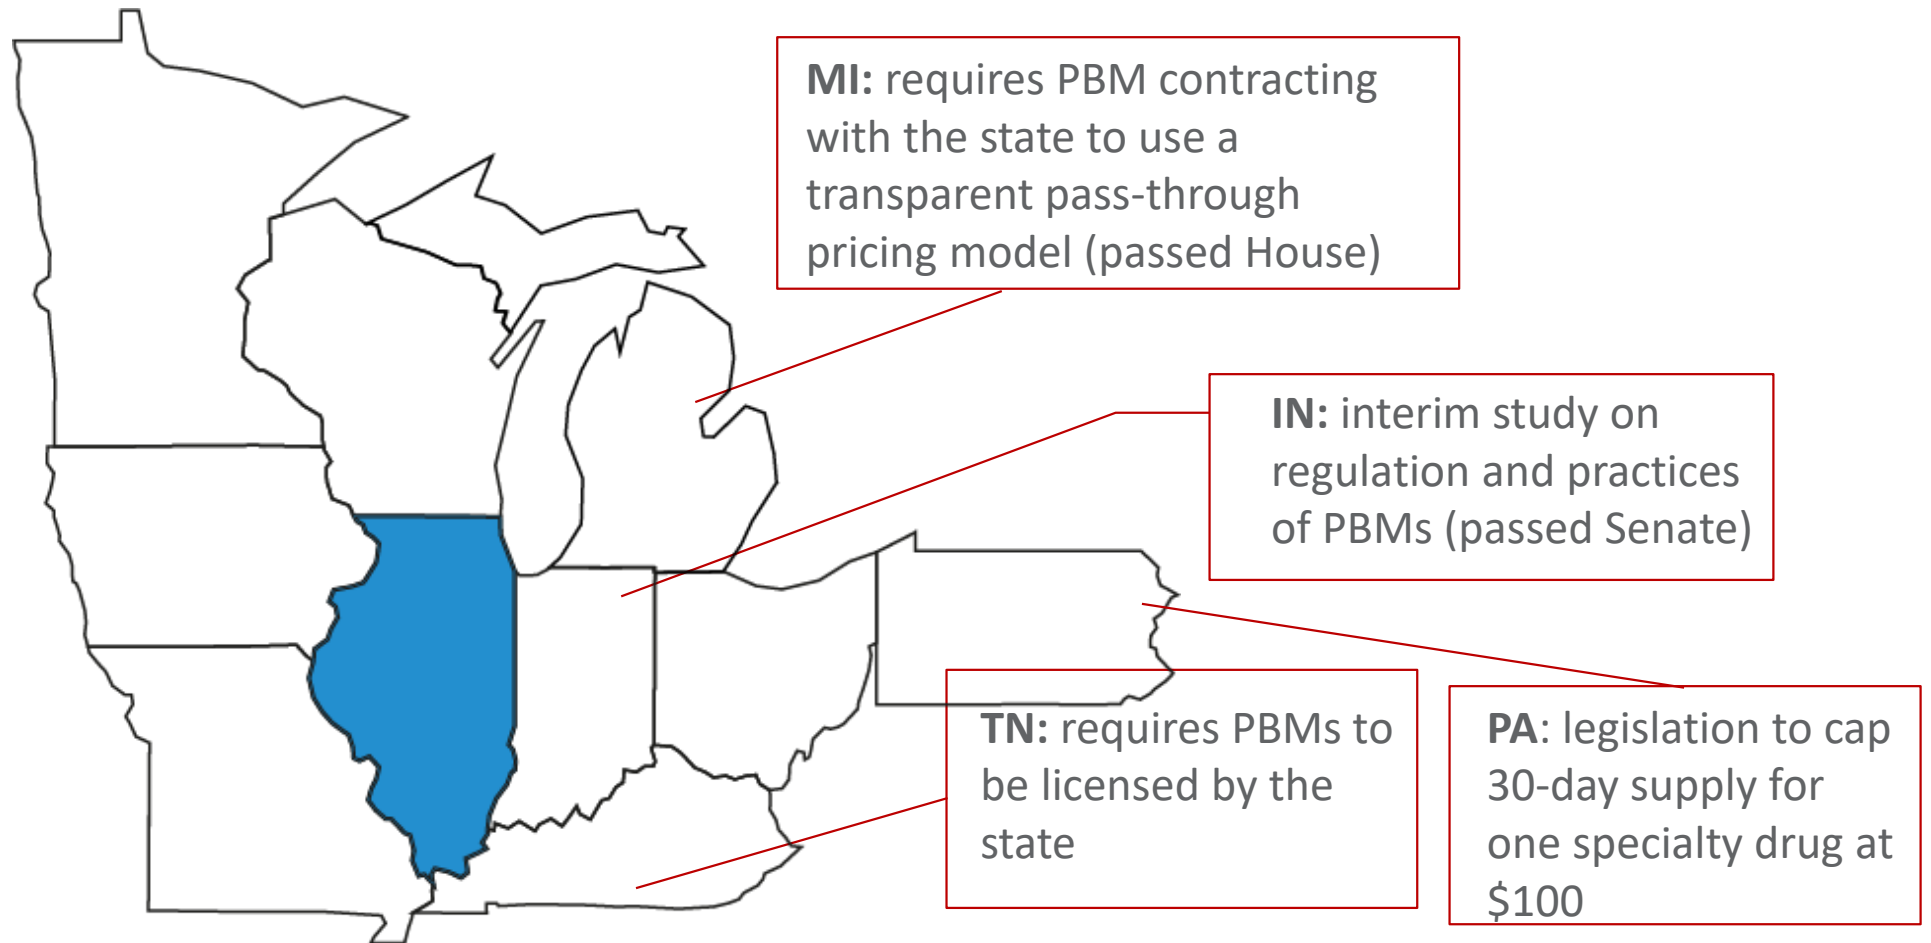 MI: requires PBM contracting
with the state to use a
transparent pass-through
pricing model (passed House)
IN: interim study on
regulation and practices
of PBMs (passed Senate)
TN: requires PBMs to
be licensed by the
state
PA: legislation to cap
30-day supply for
one specialty drug at
$100